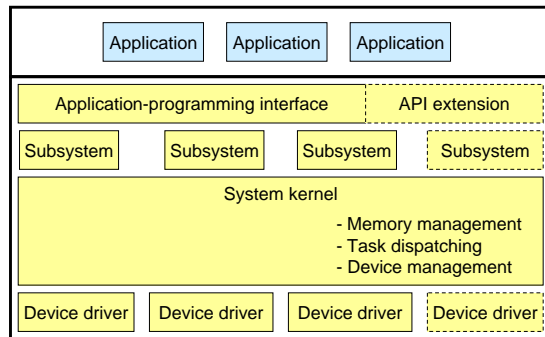 Application Application Application
Application-programming interface API extension
Subsystem Subsystem Subsystem Subsystem
System kernel
- Memory management
- Task dispatching
- Device management
Device driver Device driver Device driver Device driver